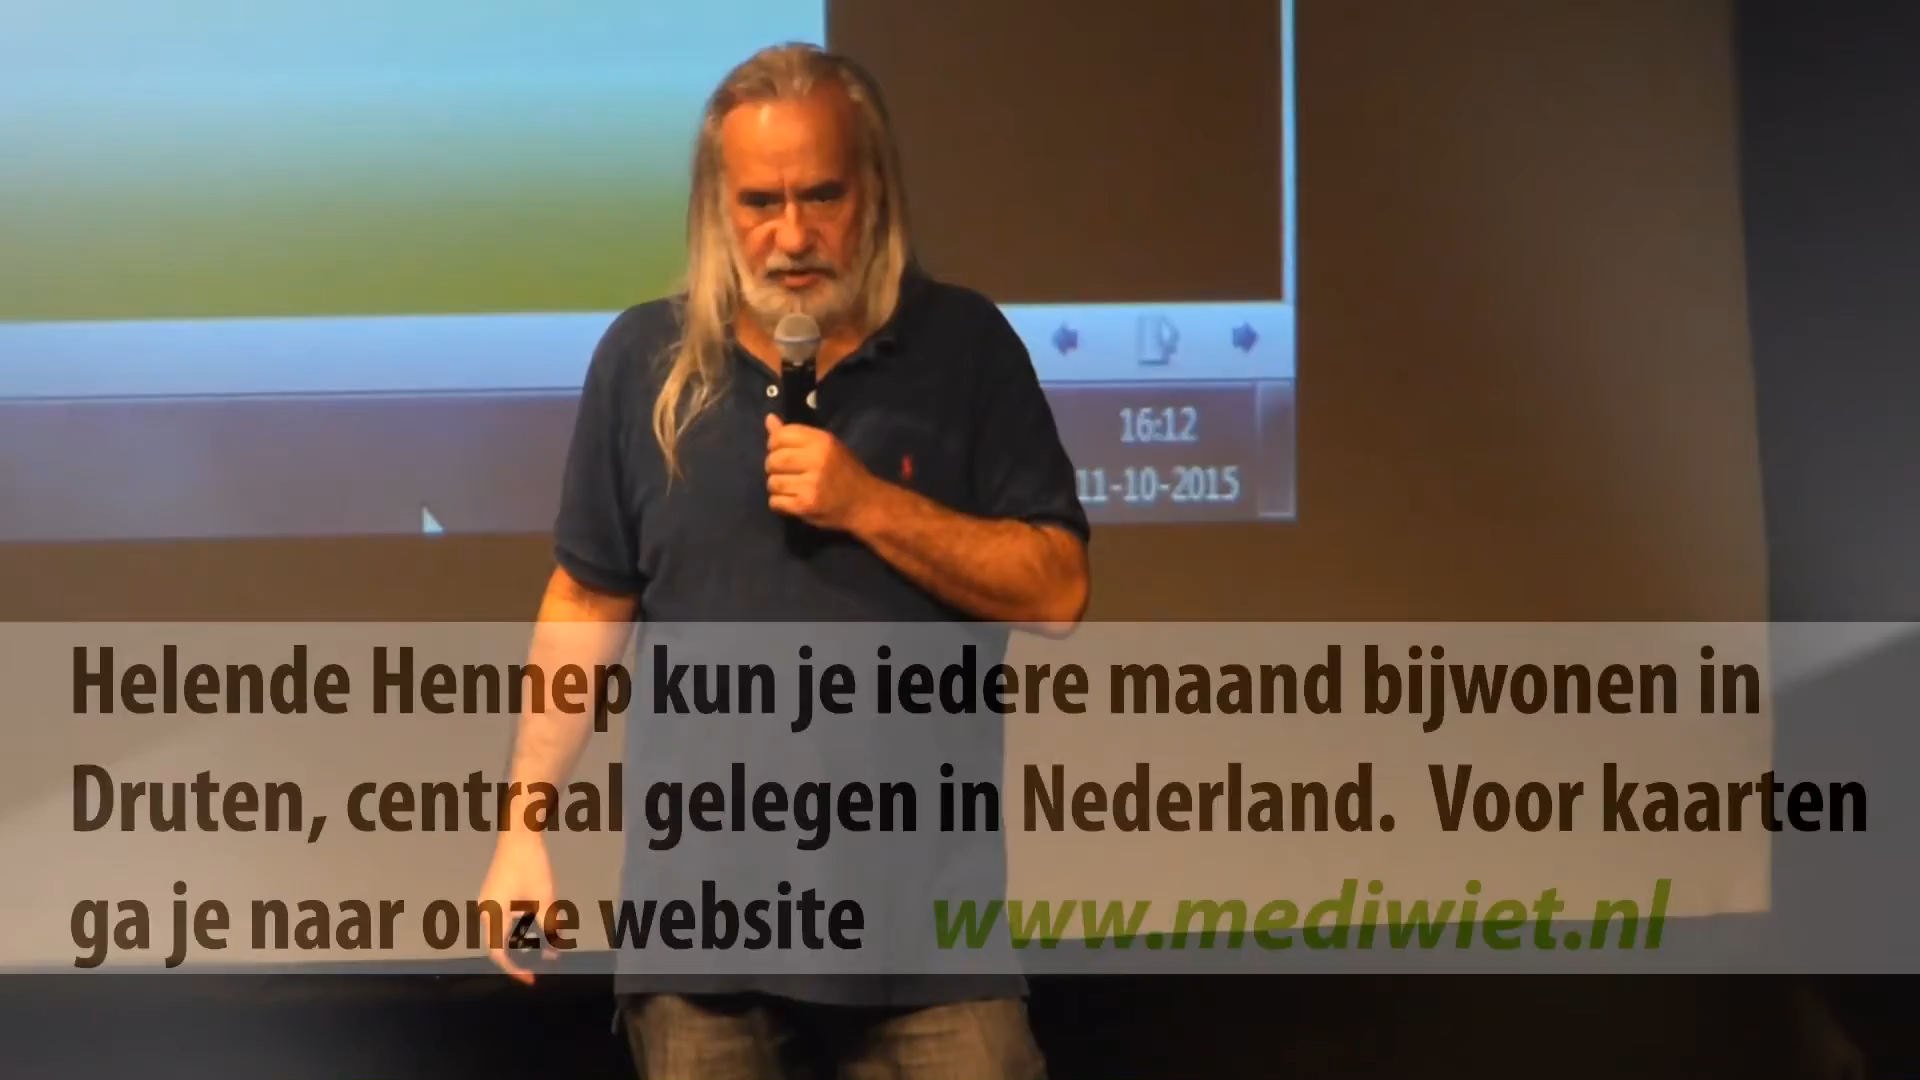 16:12
11-10-2015
Helende Hennep kun je iedere maand bijwonen in
Druten, centraal gelegen in Nederland. Voor kaarten
ga je naar onze website www.mediwiet.nl